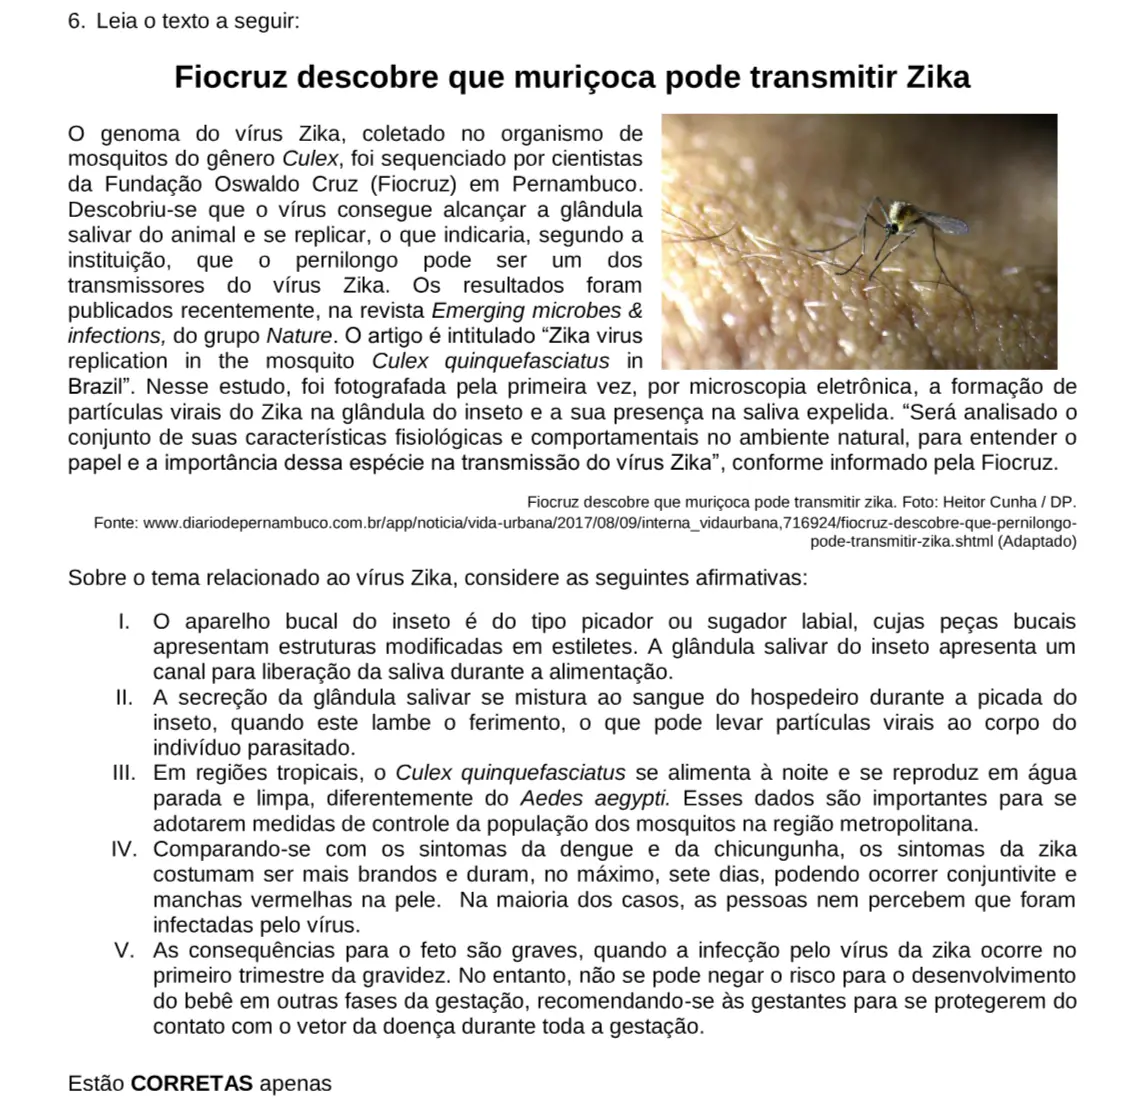 6. Leia o texto a seguir:
Fiocruz descobre que muriçoca pode transmitir Zika
O genoma do vírus Zika, coletado no organismo de
mosquitos do gênero Culex, foi sequenciado por cientistas
da Fundação Oswaldo Cruz (Fiocruz) em Pernambuco.
Descobriu-se que o vírus consegue alcançar a glândula
salivar do animal e se replicar, o que indicaria, segundo a
instituição, que o pernilongo pode ser um dos
transmissores do vírus Zika. Os resultados foram
publicados recentemente, na revista Emerging microbes &
infections, do grupo Nature. O artigo é intitulado “Zika virus
replication in the mosquito Culex quinquefasciatus in
Brazil”. Nesse estudo, foi fotografada pela primeira vez, por microscopia eletrônica, a formação de
partículas virais do Zika na glândula do inseto e a sua presença na saliva expelida. “Será analisado o
conjunto de suas características fisiológicas e comportamentais no ambiente natural, para entender o
papel e a importância dessa espécie na transmissão do vírus Zika”, conforme informado pela Fiocruz.
Fiocruz descobre que muriçoca pode transmitir zika. Foto: Heitor Cunha / DP.
Fonte: www.diariodepernambuco.com.br/app/noticia/vida-urbana/2017/08/09/interna_vidaurbana,716924/fiocruz-descobre-que-pernilongo-
pode-transmitir-zika.shtml (Adaptado)
Sobre o tema relacionado ao vírus Zika, considere as seguintes afirmativas:
I. O aparelho bucal do inseto é do tipo picador ou sugador labial, cujas peças bucais
apresentam estruturas modificadas em estiletes. A glândula salivar do inseto apresenta um
canal para liberação da saliva durante a alimentação.
II. A secreção da glândula salivar se mistura ao sangue do hospedeiro durante a picada do
inseto, quando este lambe o ferimento, o que pode levar partículas virais ao corpo do
indivíduo parasitado.
III. Em regiões tropicais, o Culex quinquefasciatus se alimenta à noite e se reproduz em água
parada e limpa, diferentemente do Aedes aegypti. Esses dados são importantes para se
adotarem medidas de controle da população dos mosquitos na região metropolitana.
IV. Comparando-se com os sintomas da dengue e da chicungunha, os sintomas da zika
costumam ser mais brandos e duram, no máximo, sete dias, podendo ocorrer conjuntivite e
manchas vermelhas na pele. Na maioria dos casos, as pessoas nem percebem que foram
infectadas pelo vírus.
V. As consequências para o feto são graves, quando a infecção pelo vírus da zika ocorre no
primeiro trimestre da gravidez. No entanto, não se pode negar o risco para o desenvolvimento
do bebê em outras fases da gestação, recomendando-se às gestantes para se protegerem do
contato com o vetor da doença durante toda a gestação.
Estão CORRETAS apenas